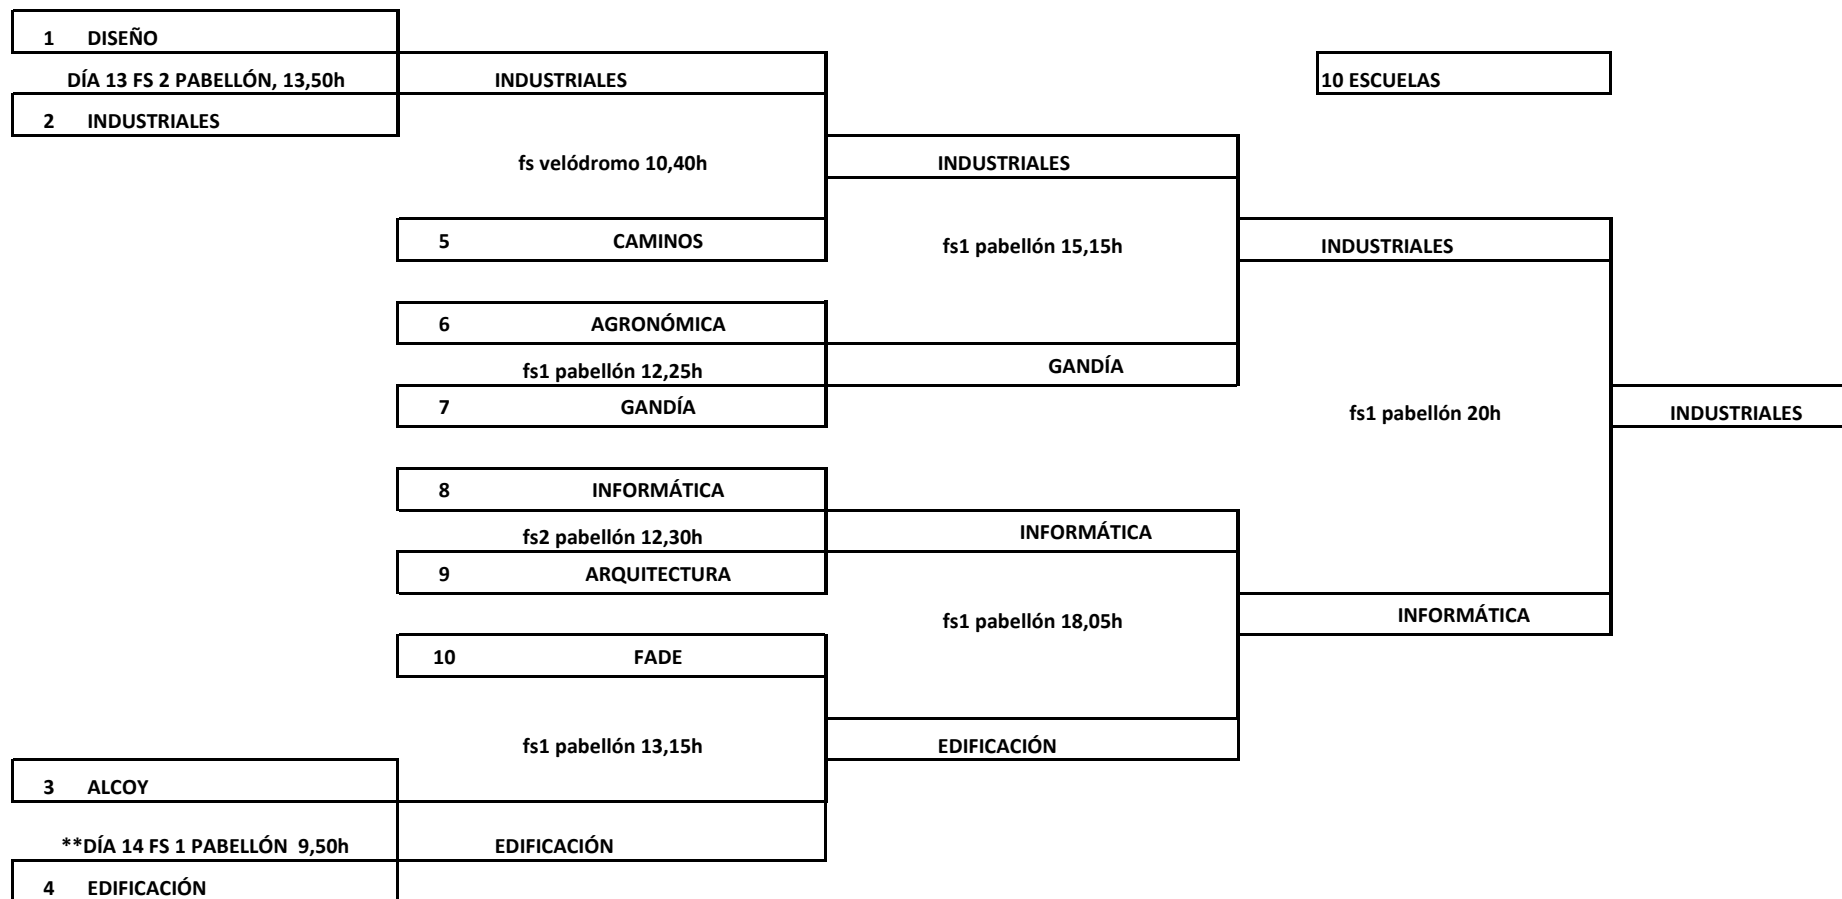 1 DISEÑO
DÍA 13 FS 2 PABELLÓN, 13,50h INDUSTRIALES 10 ESCUELAS
2 INDUSTRIALES
fs velódromo 10,40h INDUSTRIALES
5 CAMINOS fs1 pabellón 15,15h INDUSTRIALES
6 AGRONÓMICA
fs1 pabellón 12,25h GANDÍA
7 GANDÍA fs1 pabellón 20h INDUSTRIALES
8 INFORMÁTICA
fs2 pabellón 12,30h INFORMÁTICA
9 ARQUITECTURA
fs1 pabellón 18,05h INFORMÁTICA
10 FADE
fs1 pabellón 13,15h EDIFICACIÓN
3 ALCOY
**DÍA 14 FS 1 PABELLÓN 9,50h EDIFICACIÓN
4 EDIFICACIÓN